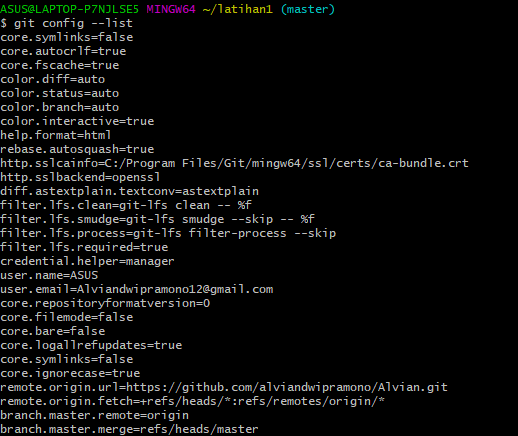 ASUS@LAPTOP-P7NJLSE5 MINGW64 ~/latihan1 (master)
$ git config --list
core.symlinks=false
core.autocrlf=true
core.fscache=true
color.diff=auto
color.status=auto
color.branch=auto
color.interactive=true
help.format=html
rebase.autosquash=true
http.sslcainfo=C:/Program Files/Git/mingw64/ssl/certs/ca-bundle.crt
http.sslbackend=openssl
diff.astextplain.textconv=astextplain
filter.lfs.clean=git-lfs clean -- %f
filter.lfs.smudge=git-lfs smudge --skip -- %f
filter.lfs.process=git-lfs filter-process --skip
filter.lfs.required=true
credential.helper=manager
user.name=ASUS
user.email=Alviandwipramono12@gmail.com
core.repositoryformatversion=0
core.filemode=false
core.bare=false
core.logallrefupdates=true
core.symlinks=false
core.ignorecase=true
remote.origin.url=https://github.com/alviandwipramono/Alvian.git
remote.origin.fetch=+refs/heads/*:refs/remotes/origin/*
branch.master.remote=origin
branch.master.merge=refs/heads/master